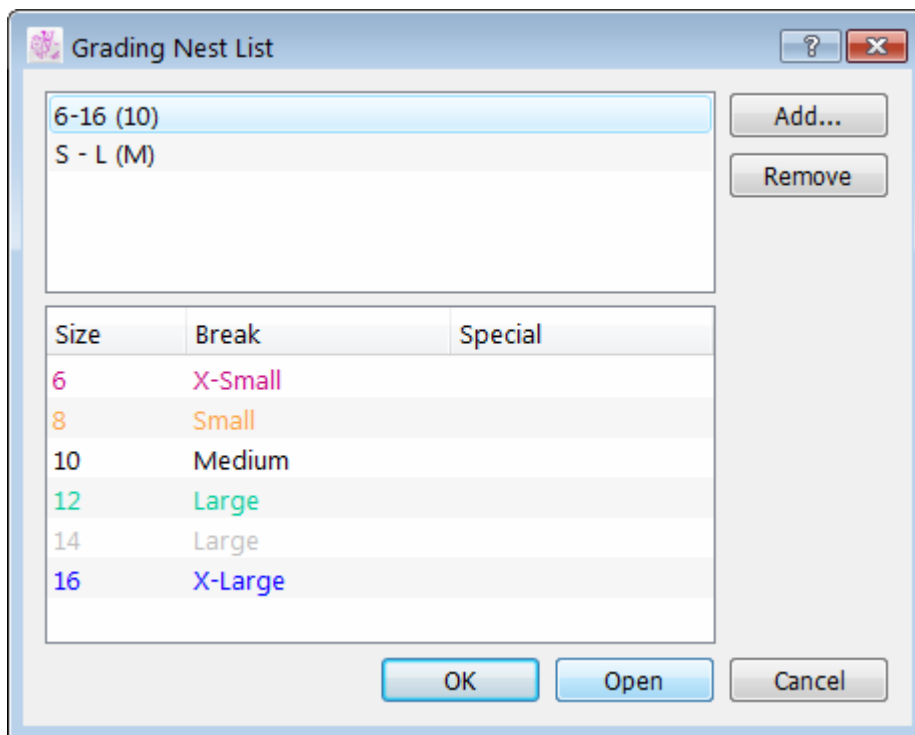 Grading Nest List
6-16 (10)
S - L (M)
Add...
Remove
Size Break Special
6 X-Small
8 Small
10 Medium
12 Large
14 Large
16 X-Large
OK Open Cancel